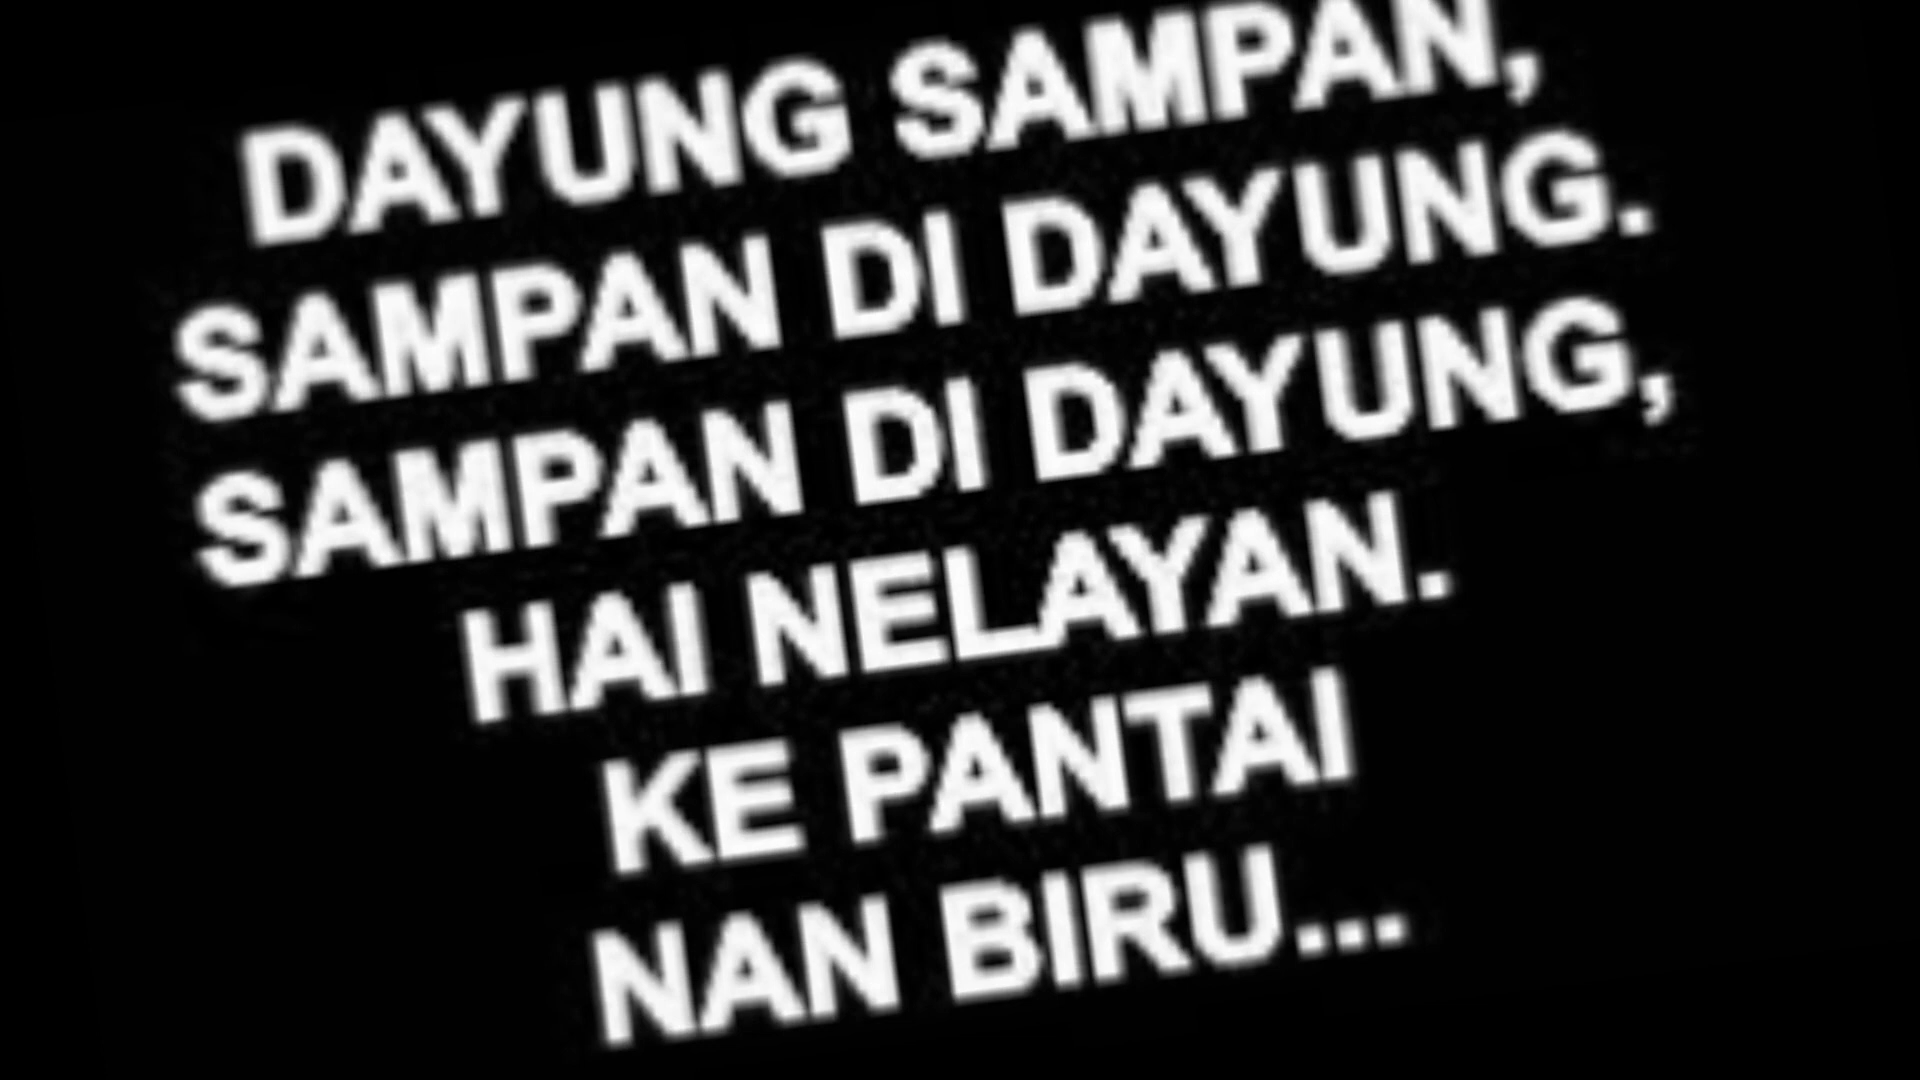 DAYUNG SAMPAN,
SAMPAN DI DAYUNG.
SAMPAN DI DAYUNG,
HAI NELAYAN.
KE PANTAI
NAN BIRU...